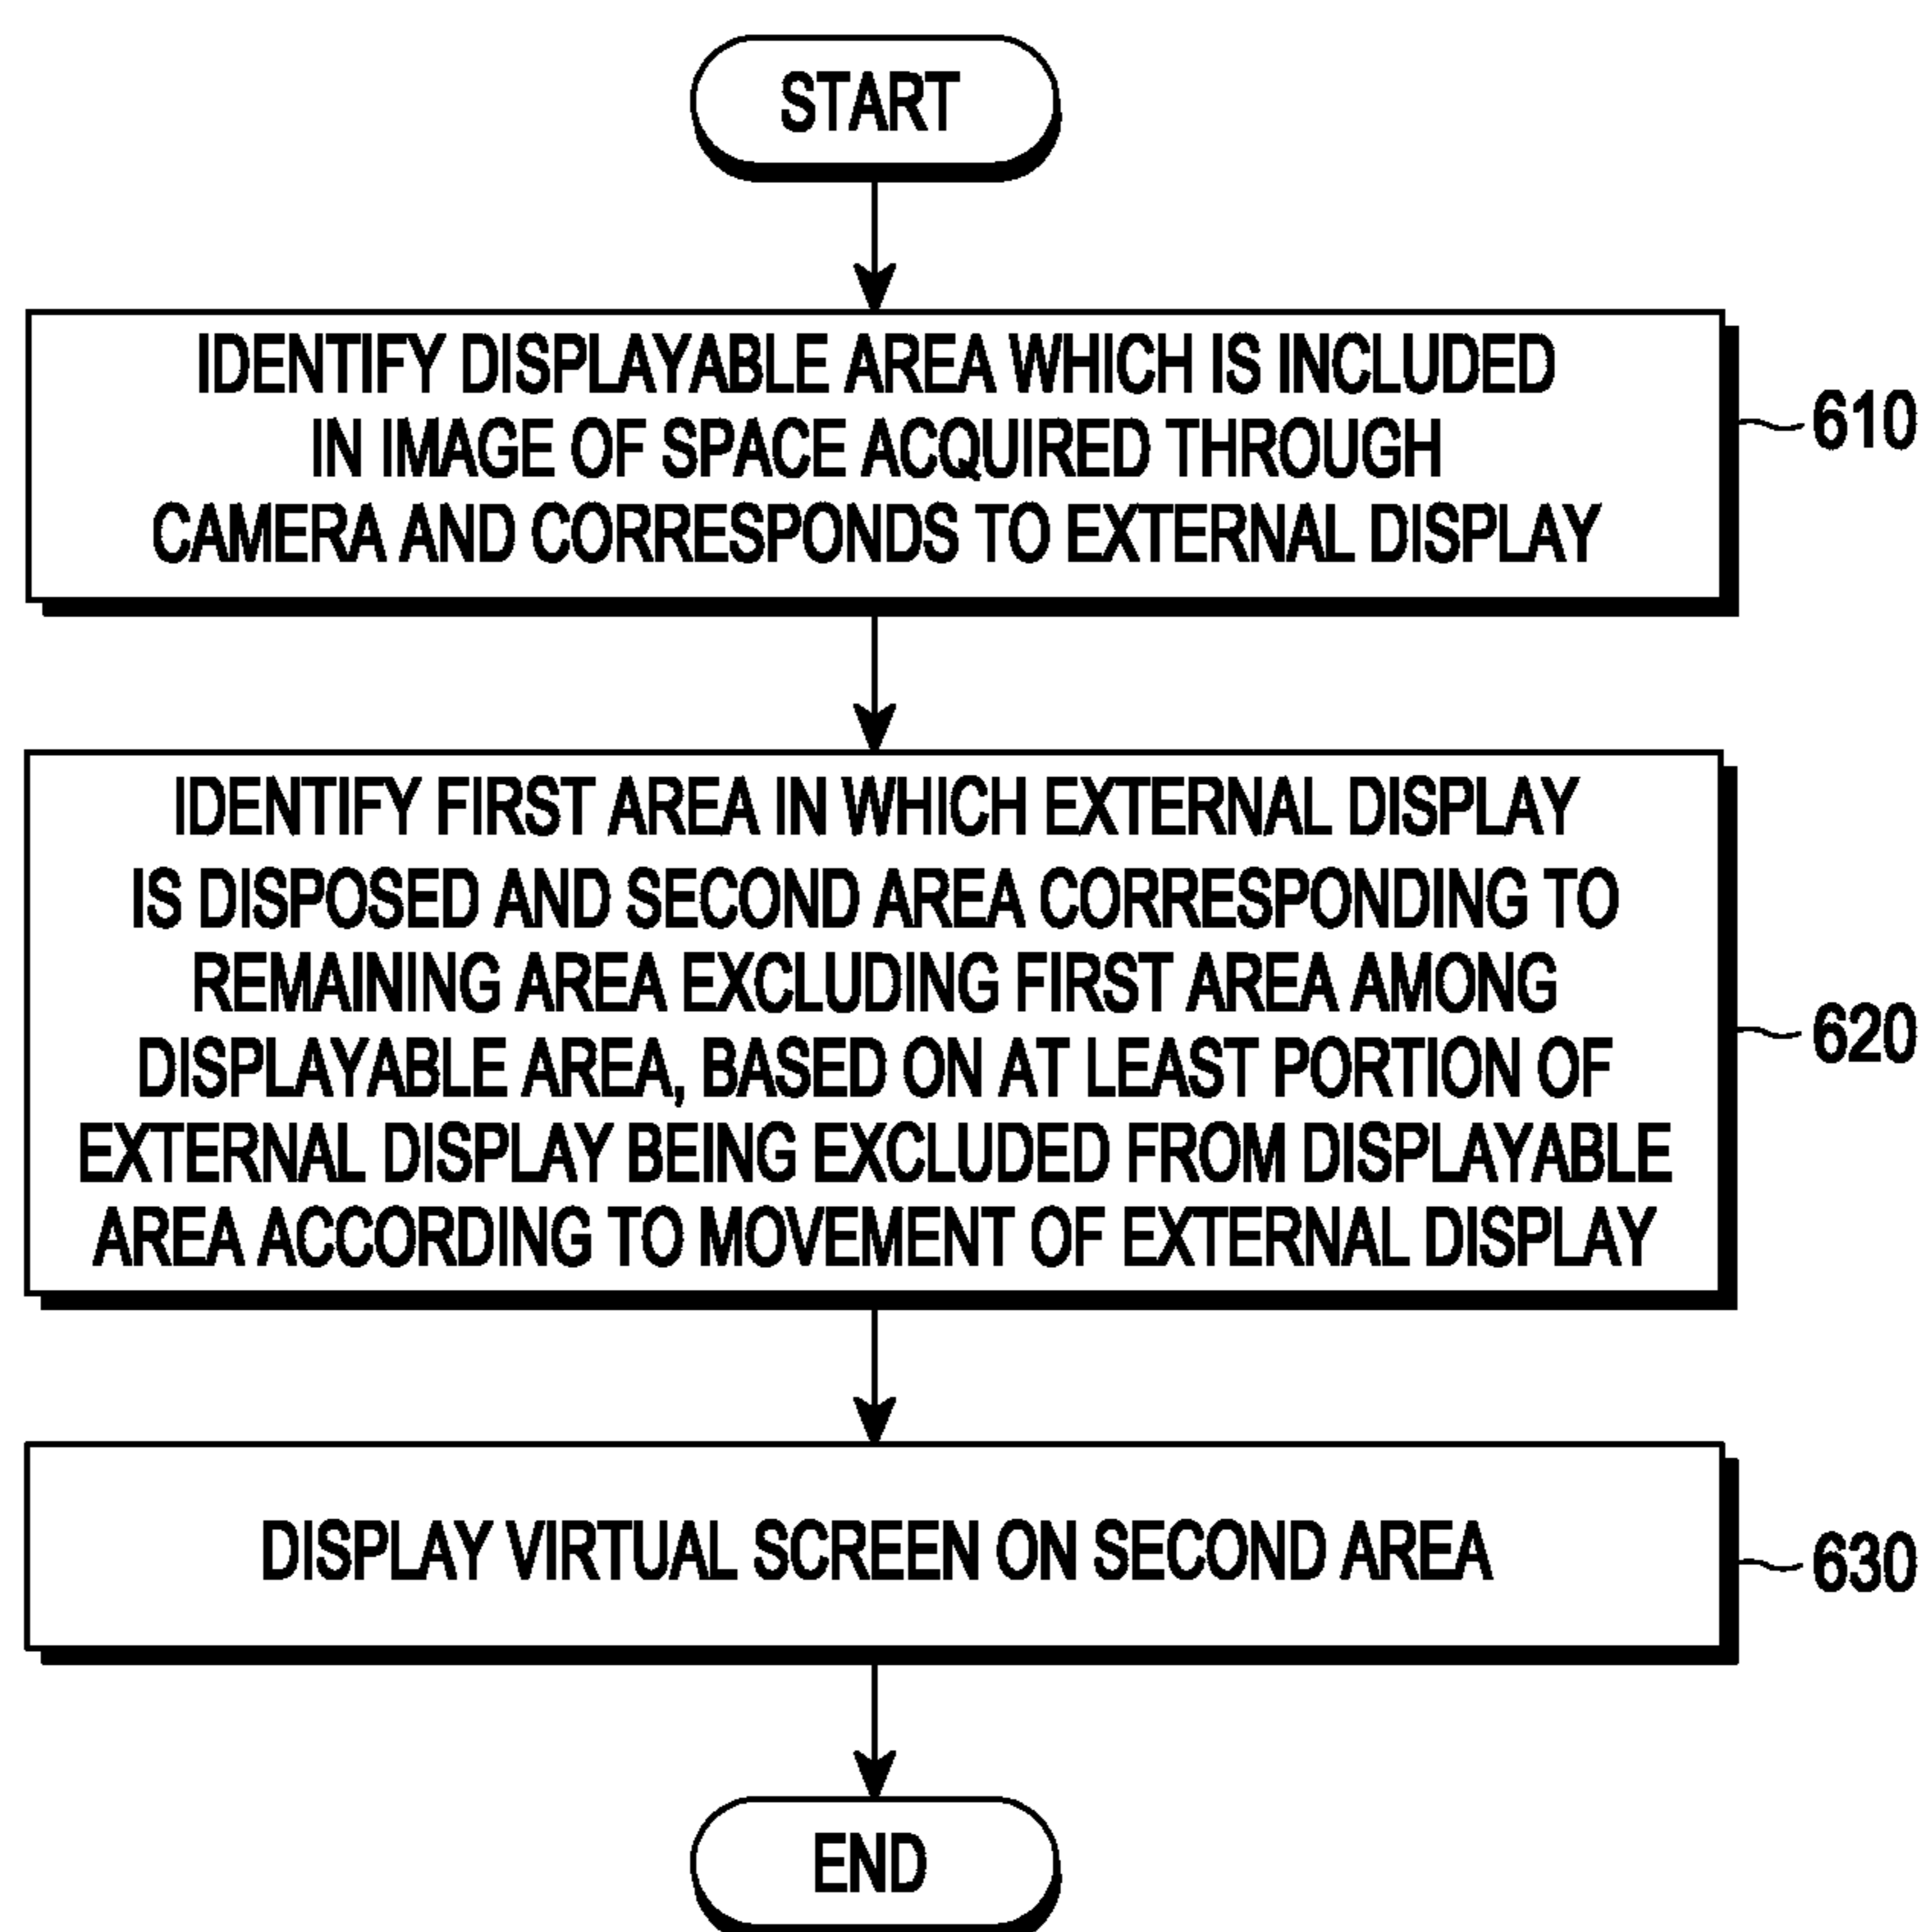 START
IDENTIFY DISPLAYABLE AREA WHICH IS INCLUDED
IN IMAGE OF SPACE ACQUIRED THROUGH
CAMERA AND CORRESPONDS TO EXTERNAL DISPLAY
610
IDENTIFY FIRST AREA IN WHICH EXTERNAL DISPLAY
IS DISPOSED AND SECOND AREA CORRESPONDING TO
REMAINING AREA EXCLUDING FIRST AREA AMONG
DISPLAYABLE AREA, BASED ON AT LEAST PORTION OF
EXTERNAL DISPLAY BEING EXCLUDED FROM DISPLAYABLE
AREA ACCORDING TO MOVEMENT OF EXTERNAL DISPLAY
620
DISPLAY VIRTUAL SCREEN ON SECOND AREA
630
END